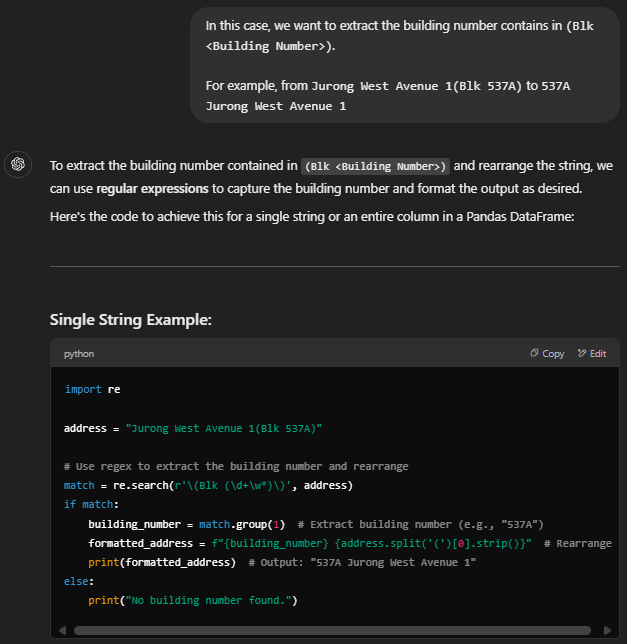 In this case, we want to extract the building number contains in (Blk
<Building Number>).
For example, from Jurong West Avenue 1(Blk 537A) to 537A
Jurong West Avenue 1
To extract the building number contained in (Blk <Building Number>) and rearrange the string, we
can use regular expressions to capture the building number and format the output as desired.
Here's the code to achieve this for a single string or an entire column in a Pandas DataFrame:
Single String Example:
python Copy Edit
import re
address = "Jurong West Avenue 1(Blk 537A)"
# Use regex to extract the building number and rearrange
match = re.search(r'\(Blk (\d+\w*)\)', address)
if match:
    building_number = match.group(1)  # Extract building number (e.g., "537A")
    formatted_address = f"{building_number} {address.split('(')[0].strip()}"  # Rearrange
    print(formatted_address)  # Output: "537A Jurong West Avenue 1"
else:
    print("No building number found.")